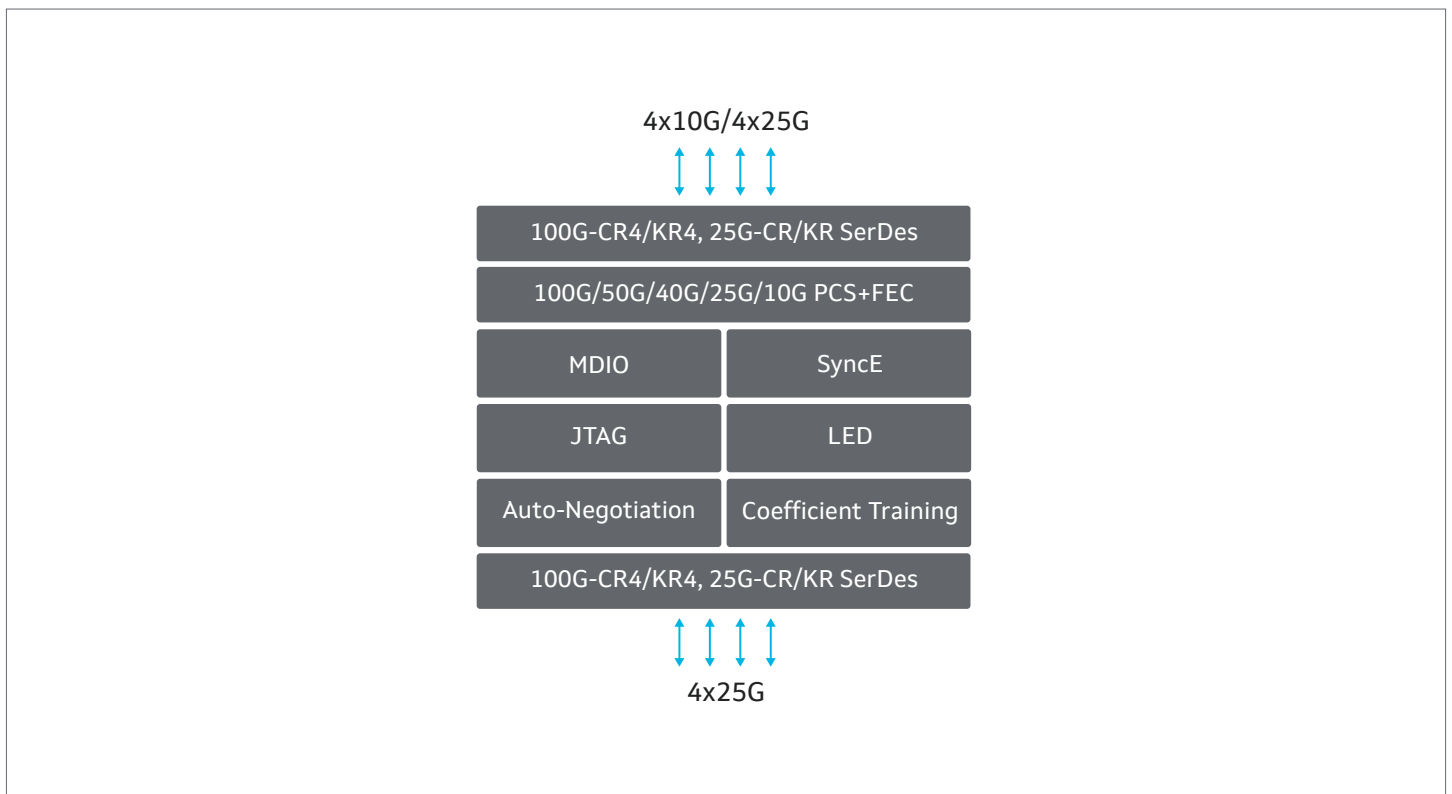 4x10G/4x25G
100G-CR4/KR4, 25G-CR/KR SerDes
100G/50G/40G/25G/10G PCS+FEC
MDIO
SyncE
JTAG
LED
Auto-Negotiation
Coefficient Training
100G-CR4/KR4, 25G-CR/KR SerDes
4x25G